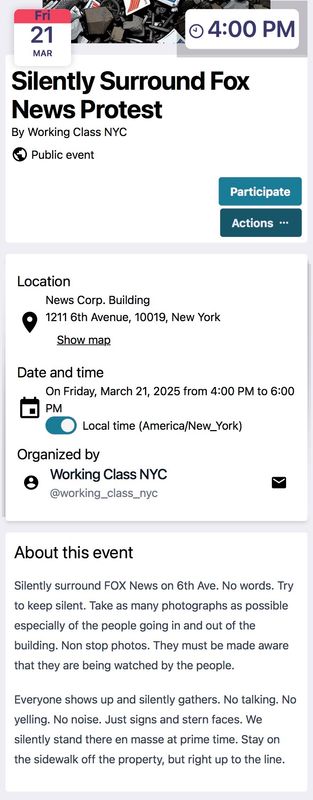 Fri
21
MAR
4:00 PM
Silently Surround Fox
News Protest
By Working Class NYC
Public event
Participate
Actions ···
Location
News Corp. Building
1211 6th Avenue, 10019, New York
Show map
Date and time
On Friday, March 21, 2025 from 4:00 PM to 6:00
PM
Local time (America/New_York)
Organized by
Working Class NYC
@working_class_nyc
About this event
Silently surround FOX News on 6th Ave. No words. Try
to keep silent. Take as many photographs as possible
especially of the people going in and out of the
building. Non stop photos. They must be made aware
that they are being watched by the people.
Everyone shows up and silently gathers. No talking. No
yelling. No noise. Just signs and stern faces. We
silently stand there en masse at prime time. Stay on
the sidewalk off the property, but right up to the line.